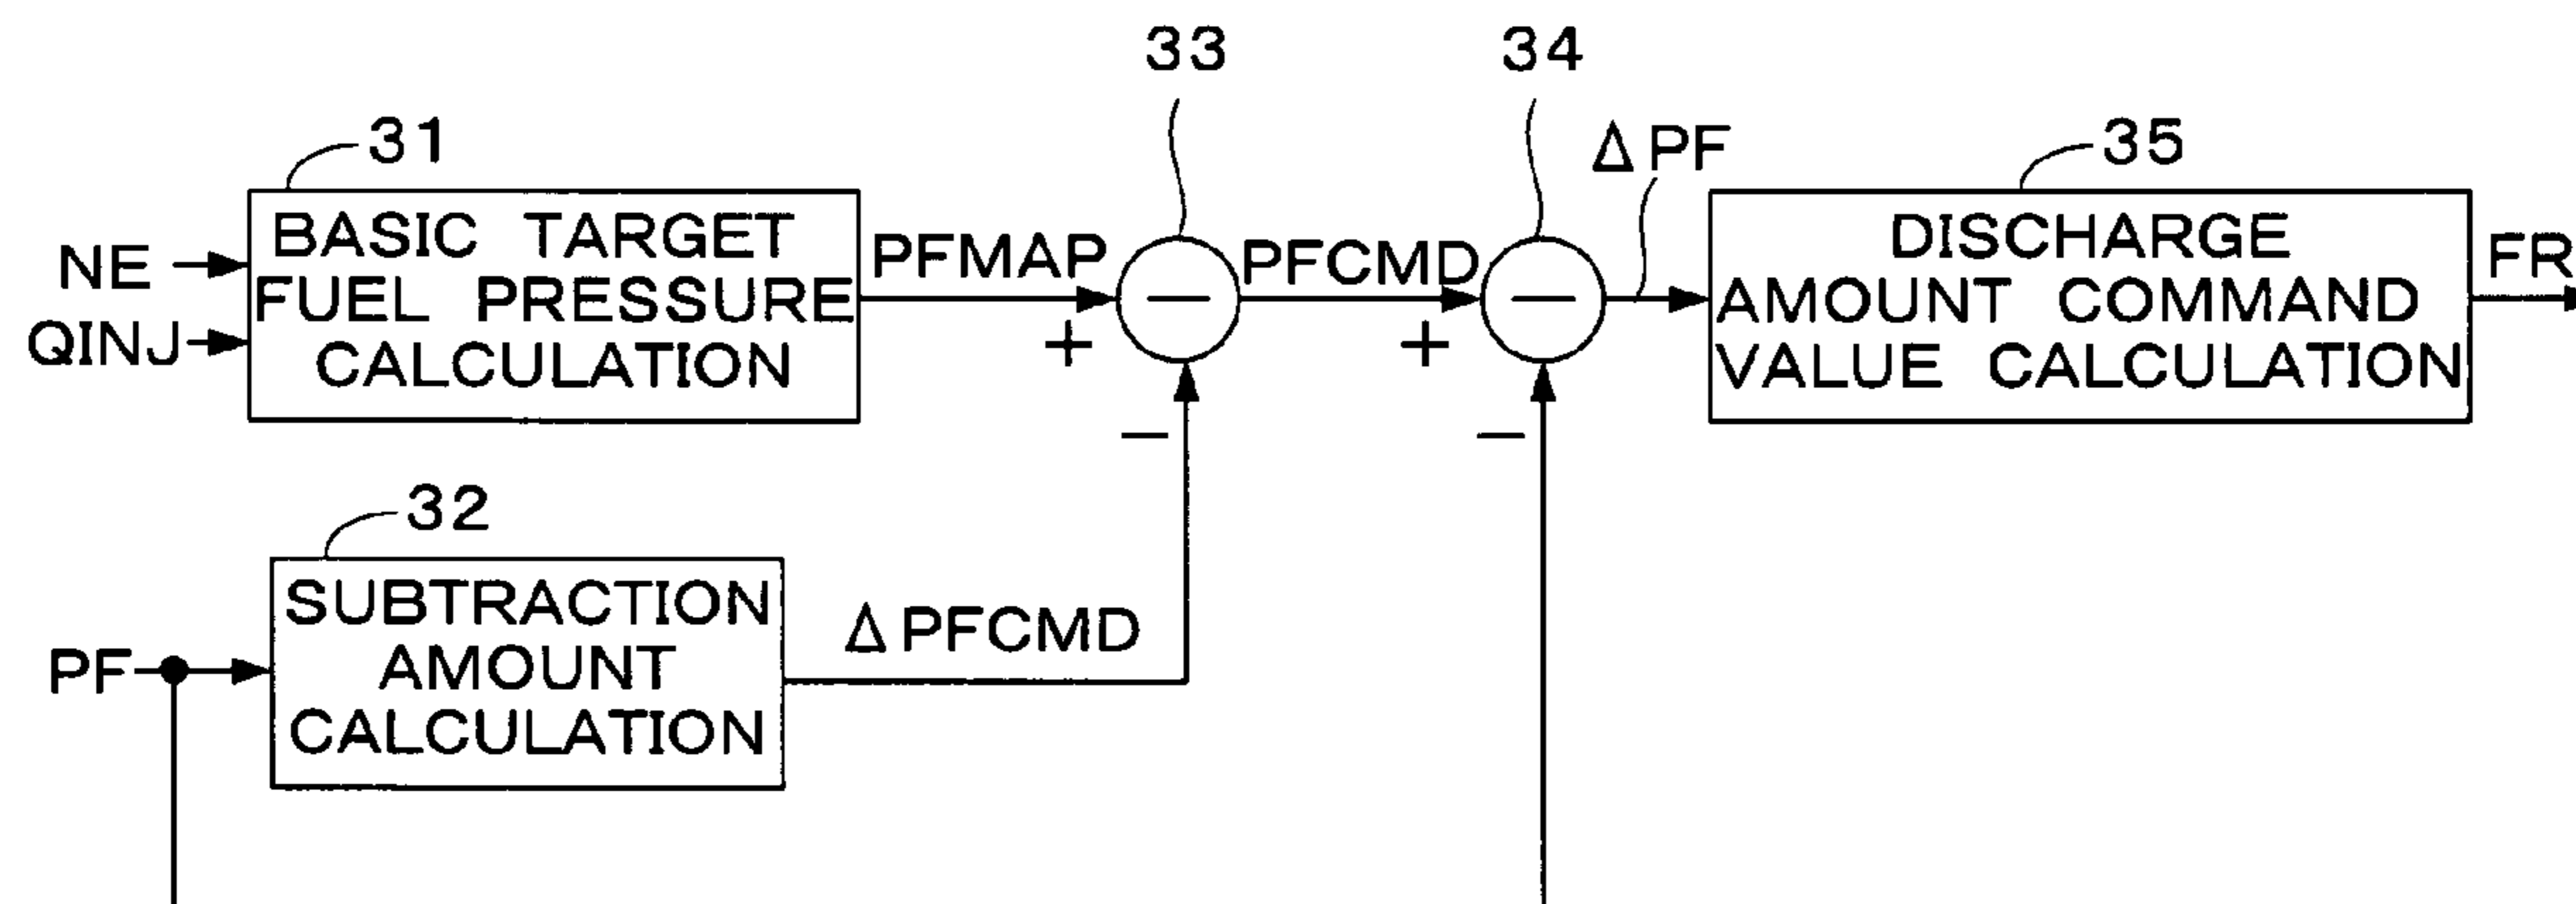 33
34
31
ΔPF
35
NE
QINJ
BASIC TARGET
FUEL PRESSURE
CALCULATION
PFMAP
−
PFCMD
−
DISCHARGE
AMOUNT COMMAND
VALUE CALCULATION
FR
+
+
−
−
32
PF
SUBTRACTION
AMOUNT
CALCULATION
ΔPFCMD